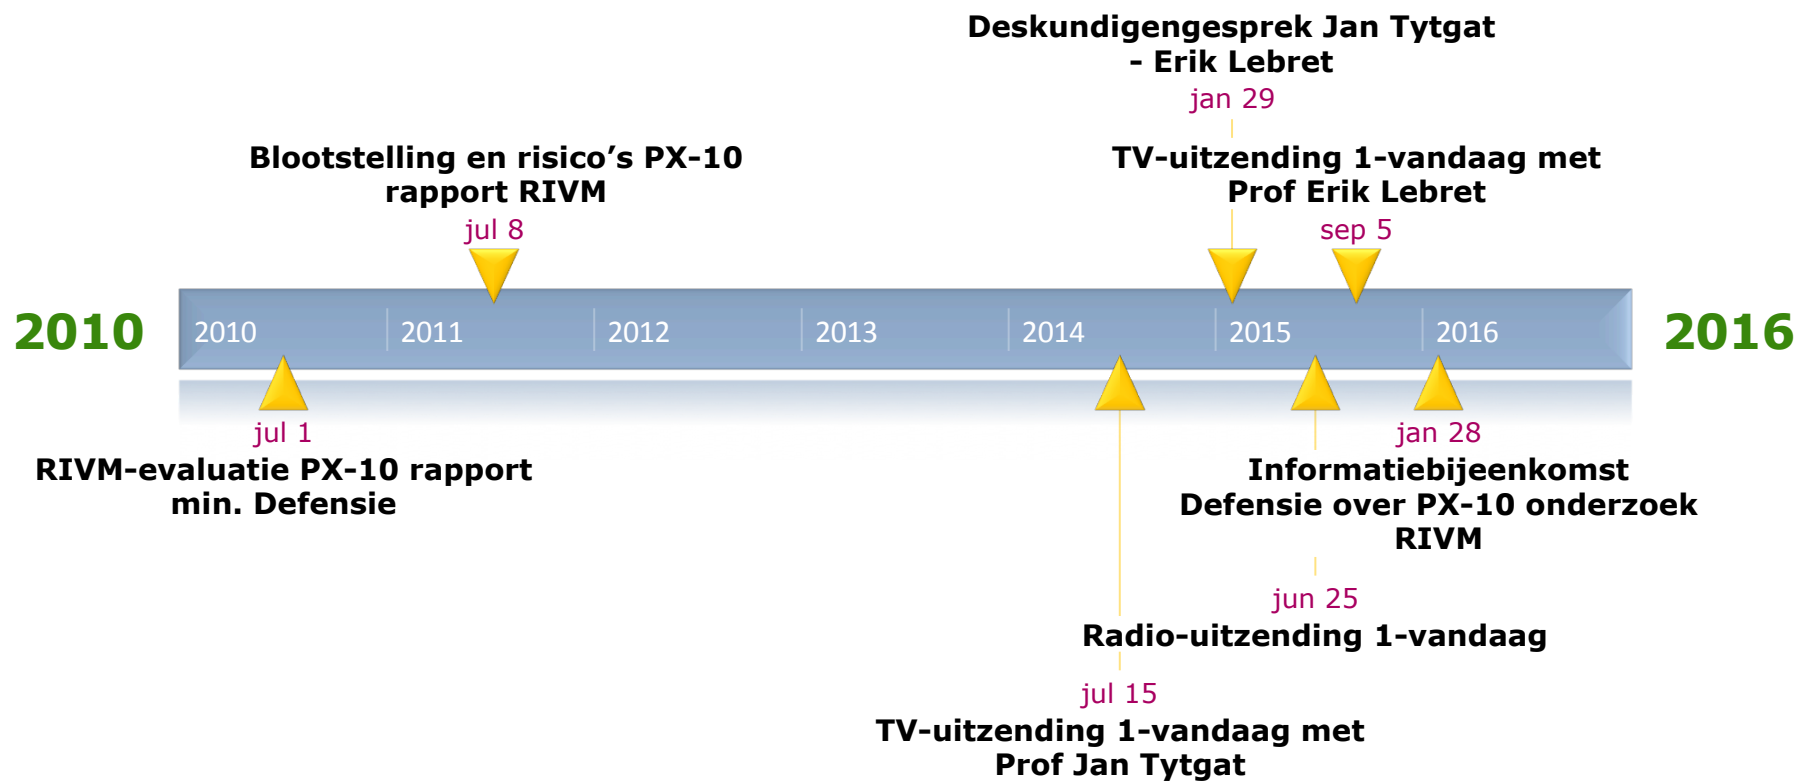 Deskundigengesprek Jan Tytgat
- Erik Lebret
jan 29
Blootstelling en risico’s PX-10
rapport RIVM
jul 8
TV-uitzending 1-vandaag met
Prof Erik Lebret
sep 5
2010
2010
2011
2012
2013
2014
2015
2016
2016
jul 1
RIVM-evaluatie PX-10 rapport
min. Defensie
jan 28
Informatiebijeenkomst
Defensie over PX-10 onderzoek
RIVM
jun 25
Radio-uitzending 1-vandaag
jul 15
TV-uitzending 1-vandaag met
Prof Jan Tytgat